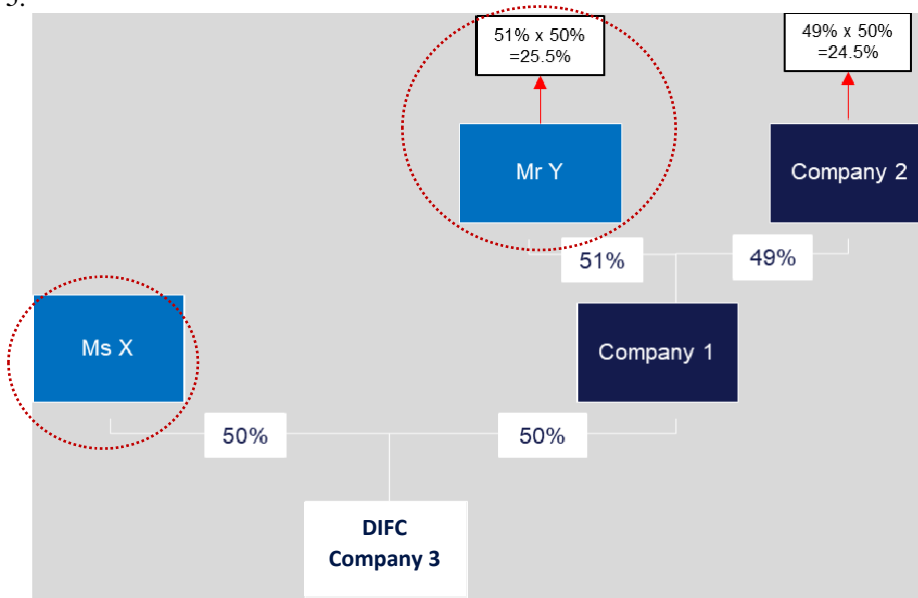 3.
51% x 50%
=25.5%
49% x 50%
=24.5%
Mr Y
Company 2
51%
49%
Ms X
Company 1
50%
50%
DIFC
Company 3